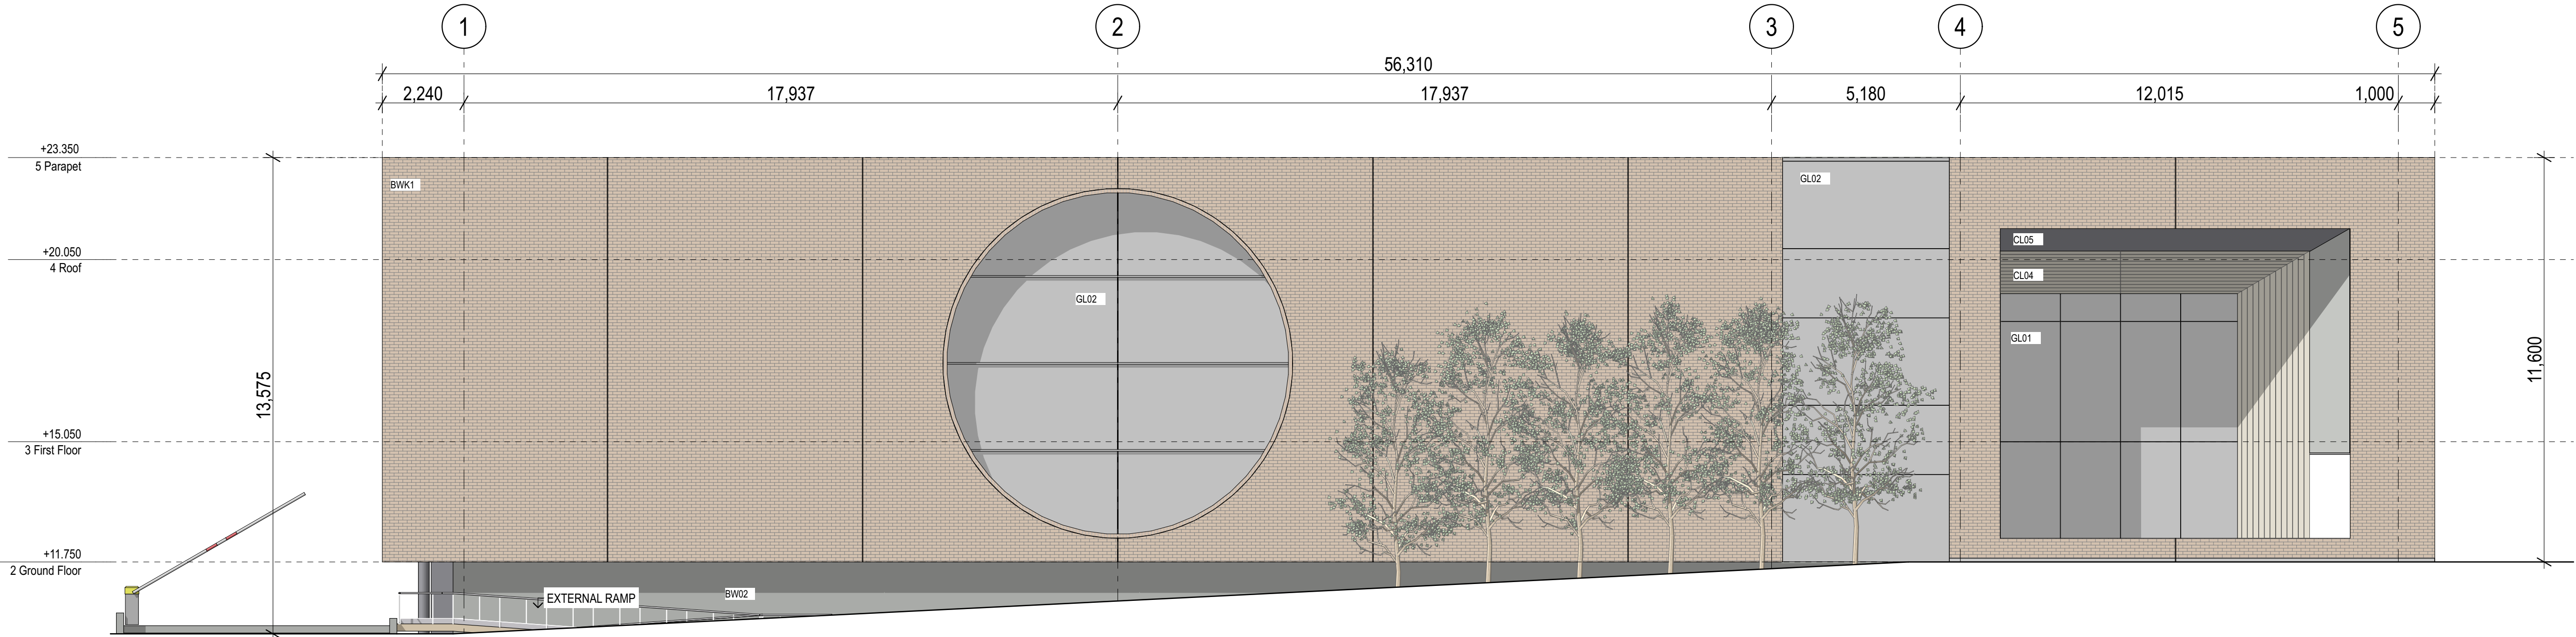 1
2
3
4
5
56,310
2,240
17,937
17,937
5,180
12,015
1,000
+23.350
5 Parapet
BWK1
GL02
CL05
+20.050
4 Roof
CL04
GL02
GL01
13,575
11,600
+15.050
3 First Floor
+11.750
2 Ground Floor
BW02
EXTERNAL RAMP